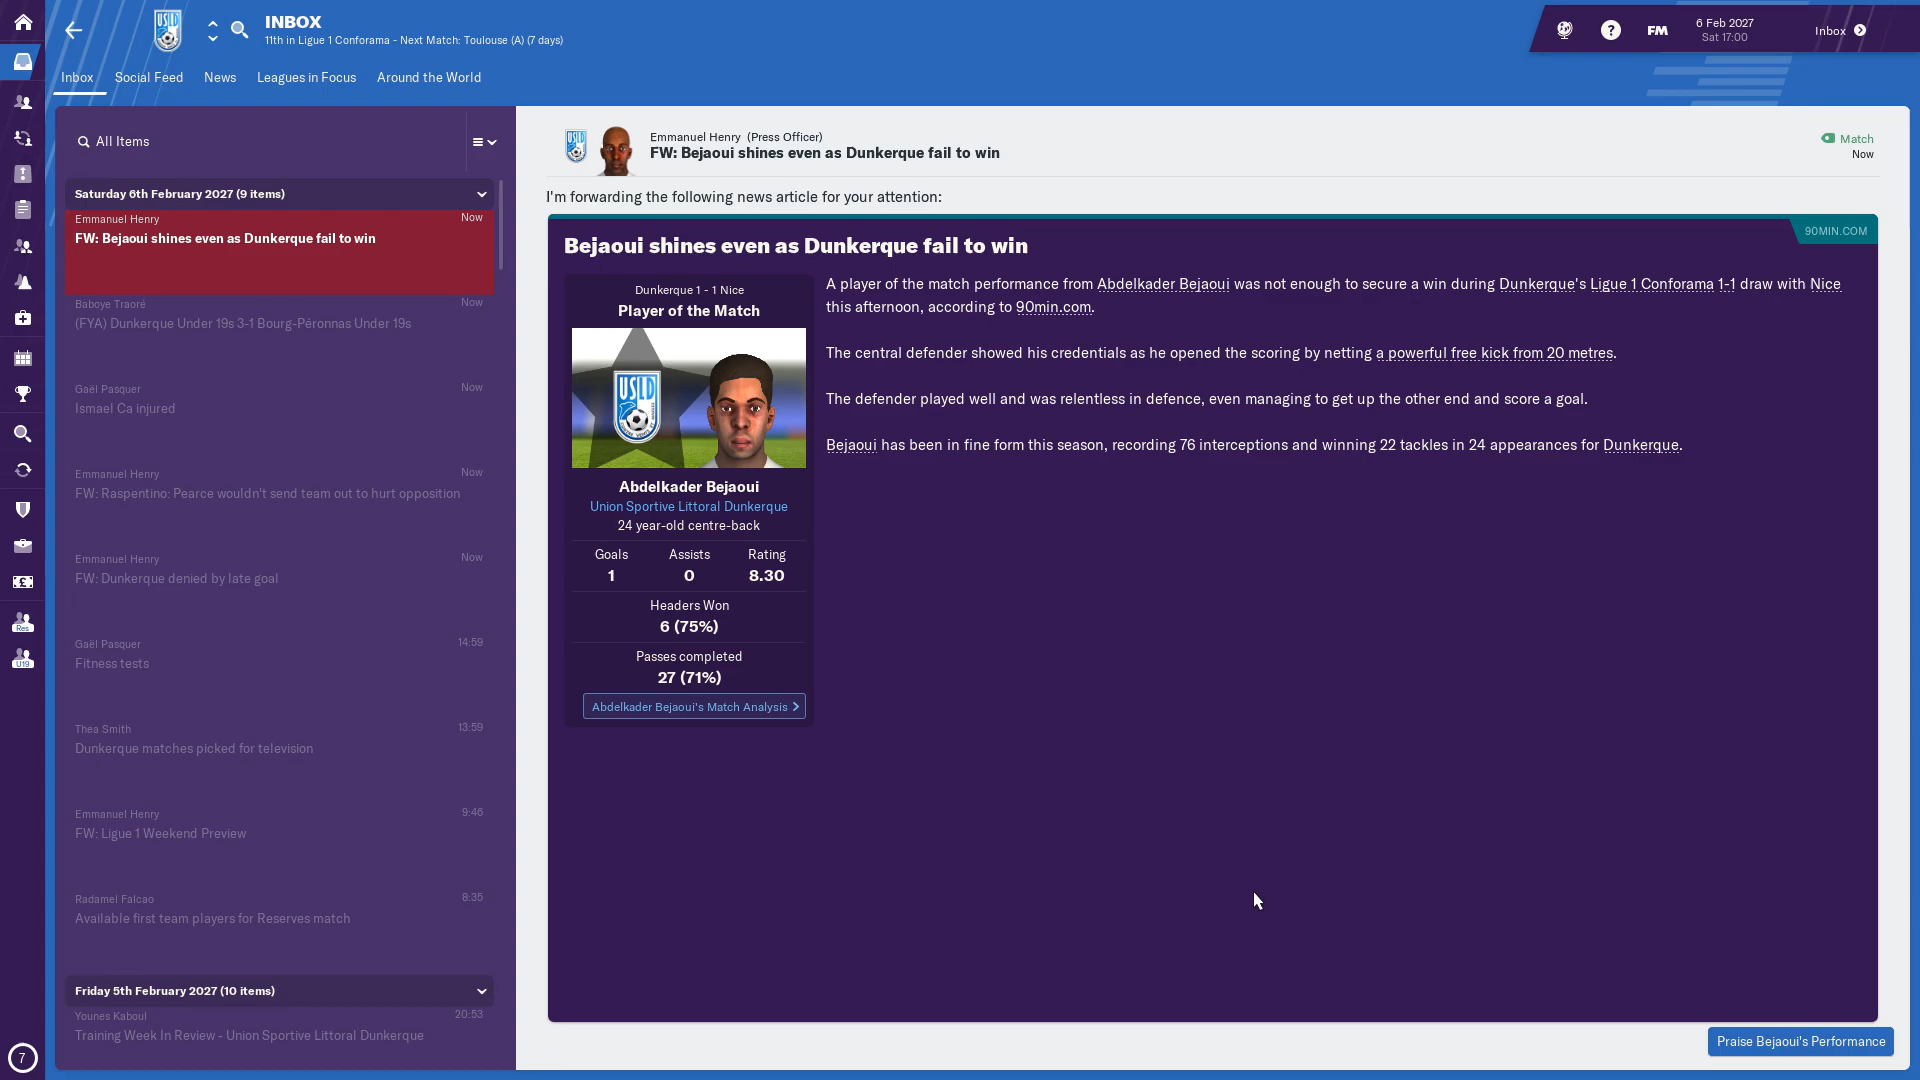 INBOX
11th in Ligue 1 Conforama - Next Match: Toulouse (A) (7 days)
6 Feb 2027
Sat 17:00
FM
Inbox
Inbox
Social Feed
News
Leagues in Focus
Around the World
All Items
Saturday 6th February 2027 (9 items)
Emmanuel Henry
Now
FW: Bejaoui shines even as Dunkerque fail to win
Baboye Traoré
Now
(FYA) Dunkerque Under 19s 3-1 Bourg-Péronnas Under 19s
Gaël Pasquer
Now
Ismael Ca injured
Emmanuel Henry
Now
FW: Raspentino: Pearce wouldn't send team out to hurt opposition
Emmanuel Henry
Now
FW: Dunkerque denied by late goal
Gaël Pasquer
14:59
Fitness tests
Thea Smith
13:59
Dunkerque matches picked for television
Emmanuel Henry
9:46
FW: Ligue 1 Weekend Preview
Radamel Falcao
8:35
Available first team players for Reserves match
Friday 5th February 2027 (10 items)
Younes Kaboul
20:53
Training Week In Review - Union Sportive Littoral Dunkerque
Res
U19
7
Emmanuel Henry (Press Officer)
FW: Bejaoui shines even as Dunkerque fail to win
Match
Now
I'm forwarding the following news article for your attention:
90MIN.COM
Bejaoui shines even as Dunkerque fail to win
Dunkerque 1 - 1 Nice
Player of the Match
USLD
Abdelkader Bejaoui
Union Sportive Littoral Dunkerque
24 year-old centre-back
Goals Assists Rating
1 0 8.30
Headers Won
6 (75%)
Passes completed
27 (71%)
Abdelkader Bejaoui's Match Analysis
A player of the match performance from Abdelkader Bejaoui was not enough to secure a win during Dunkerque's Ligue 1 Conforama 1-1 draw with Nice
this afternoon, according to 90min.com.
The central defender showed his credentials as he opened the scoring by netting a powerful free kick from 20 metres.
The defender played well and was relentless in defence, even managing to get up the other end and score a goal.
Bejaoui has been in fine form this season, recording 76 interceptions and winning 22 tackles in 24 appearances for Dunkerque.
Praise Bejaoui's Performance